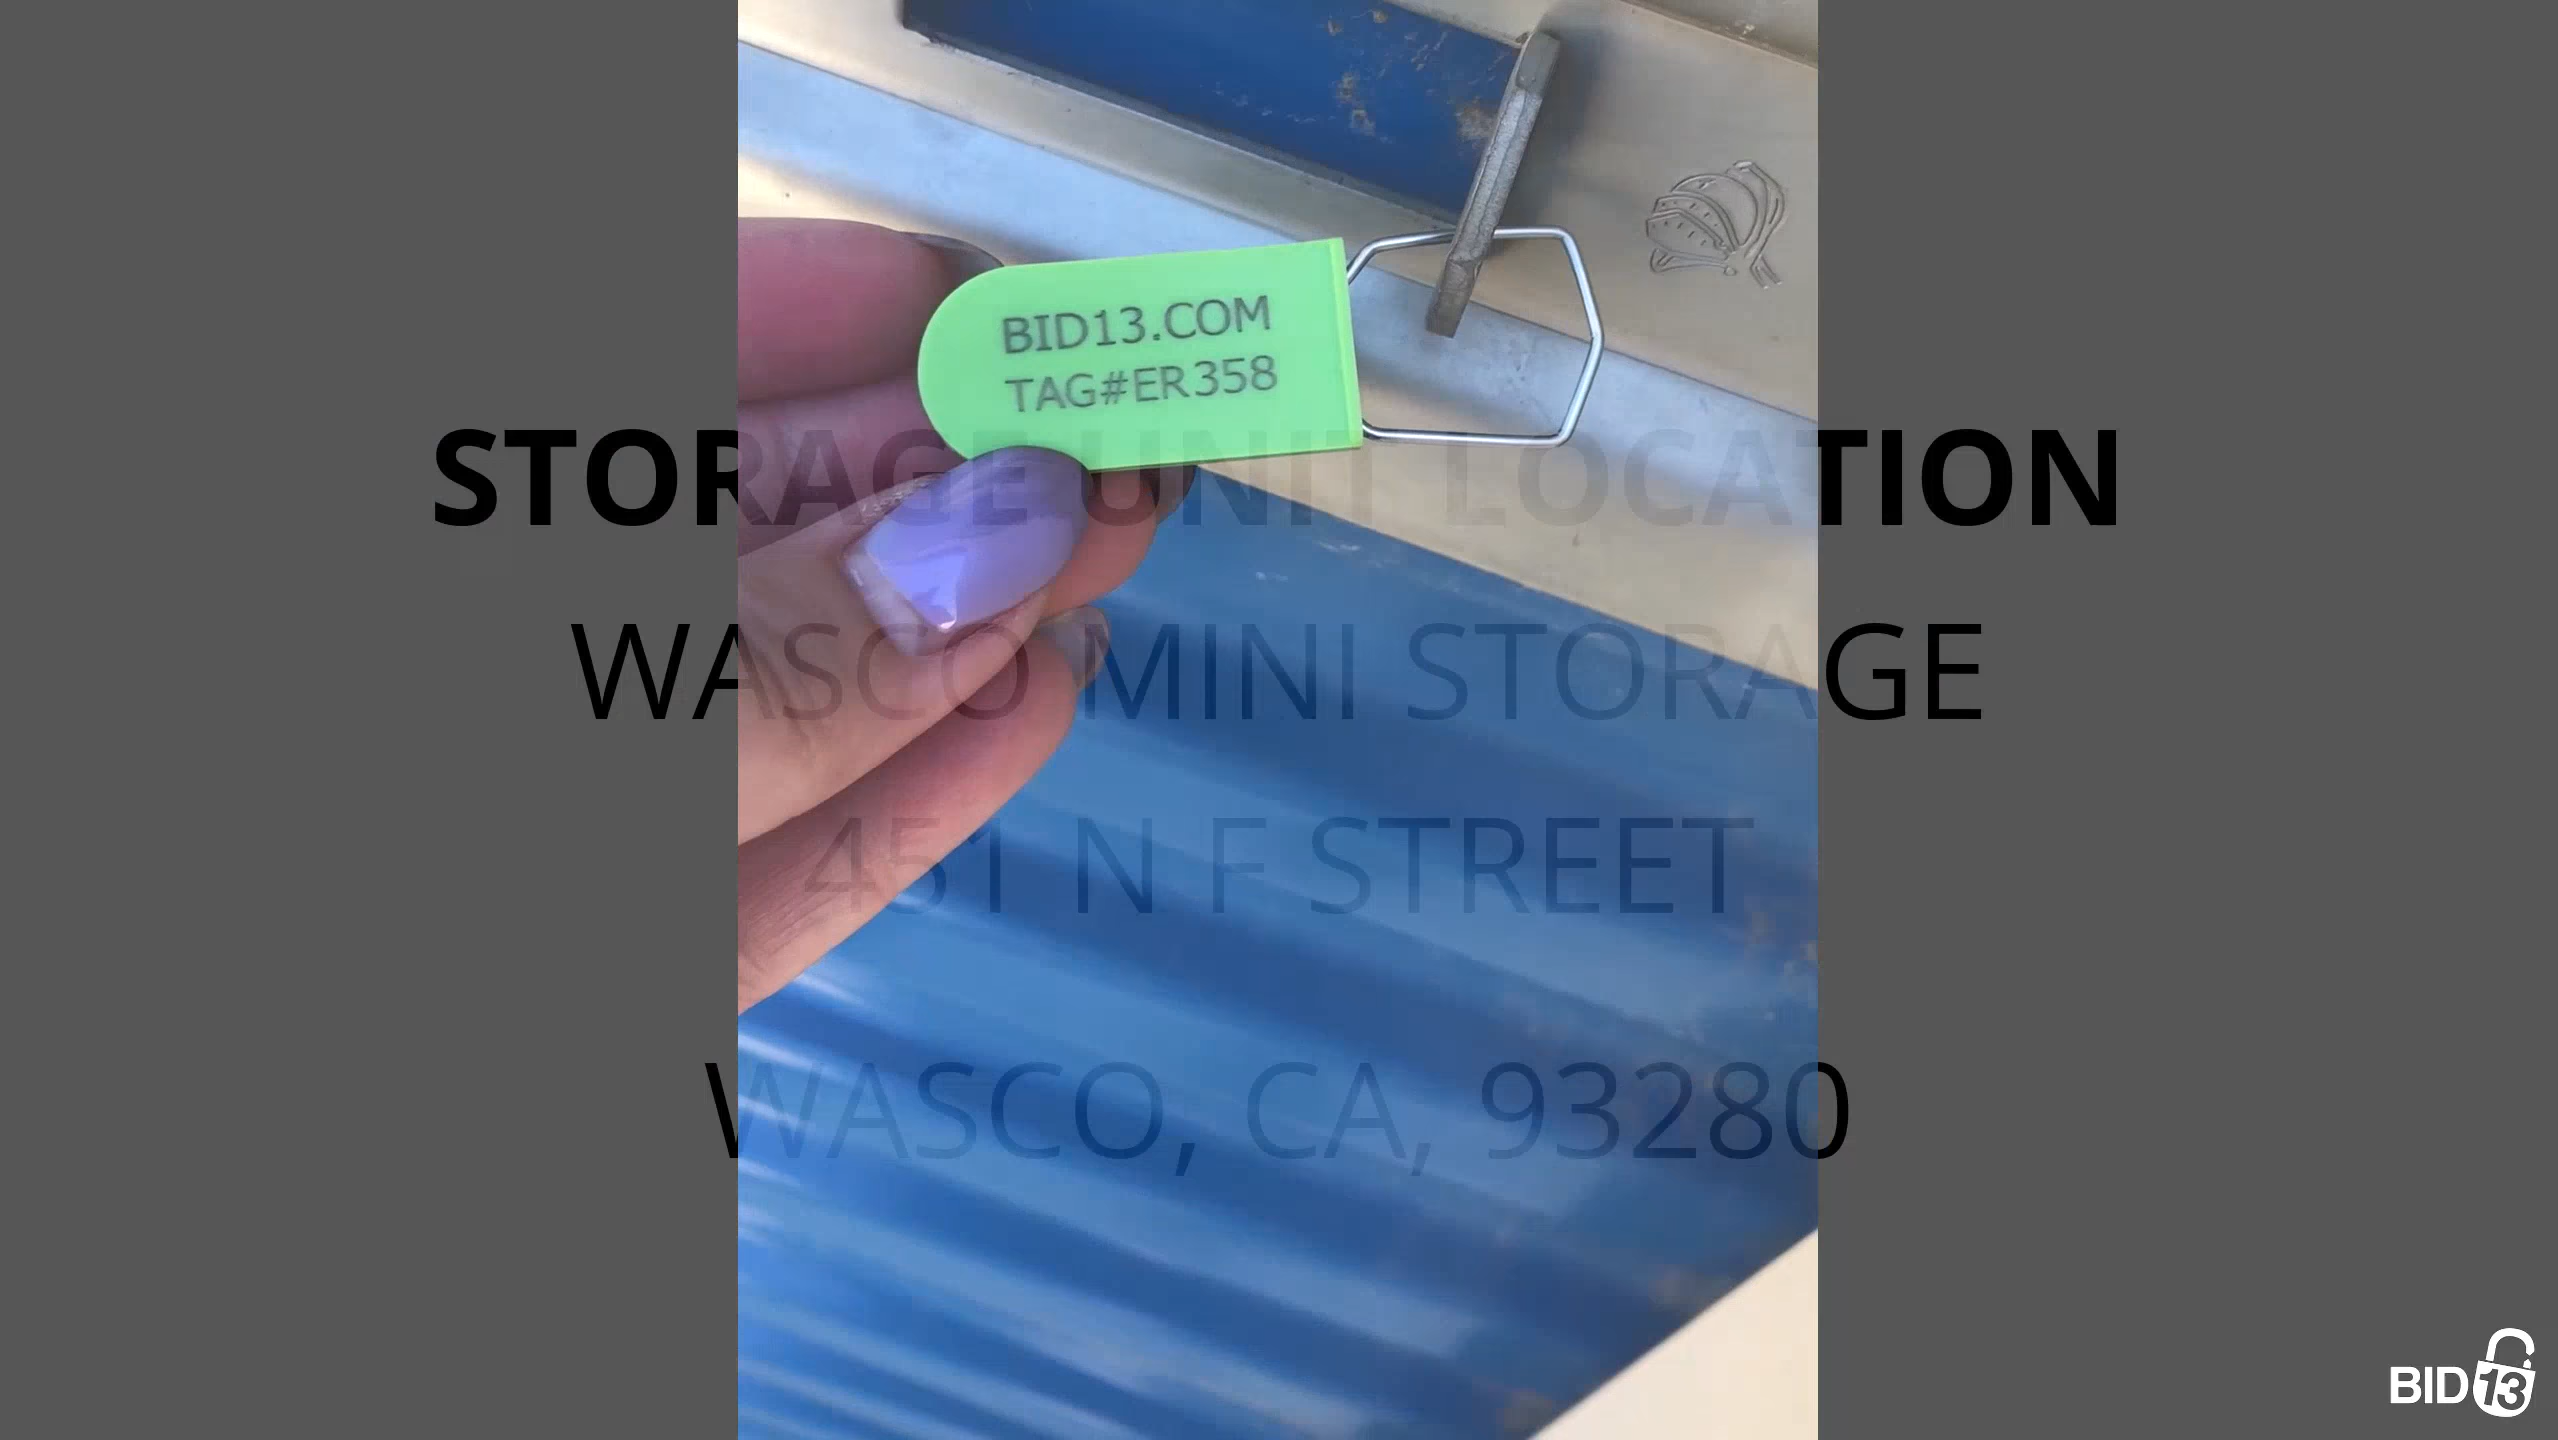 BID13.COM
TAG#ER358
STORAGE UNIT LOCATION
WASCO MINI STORAGE
451 N F STREET
WASCO, CA, 93280
BID13